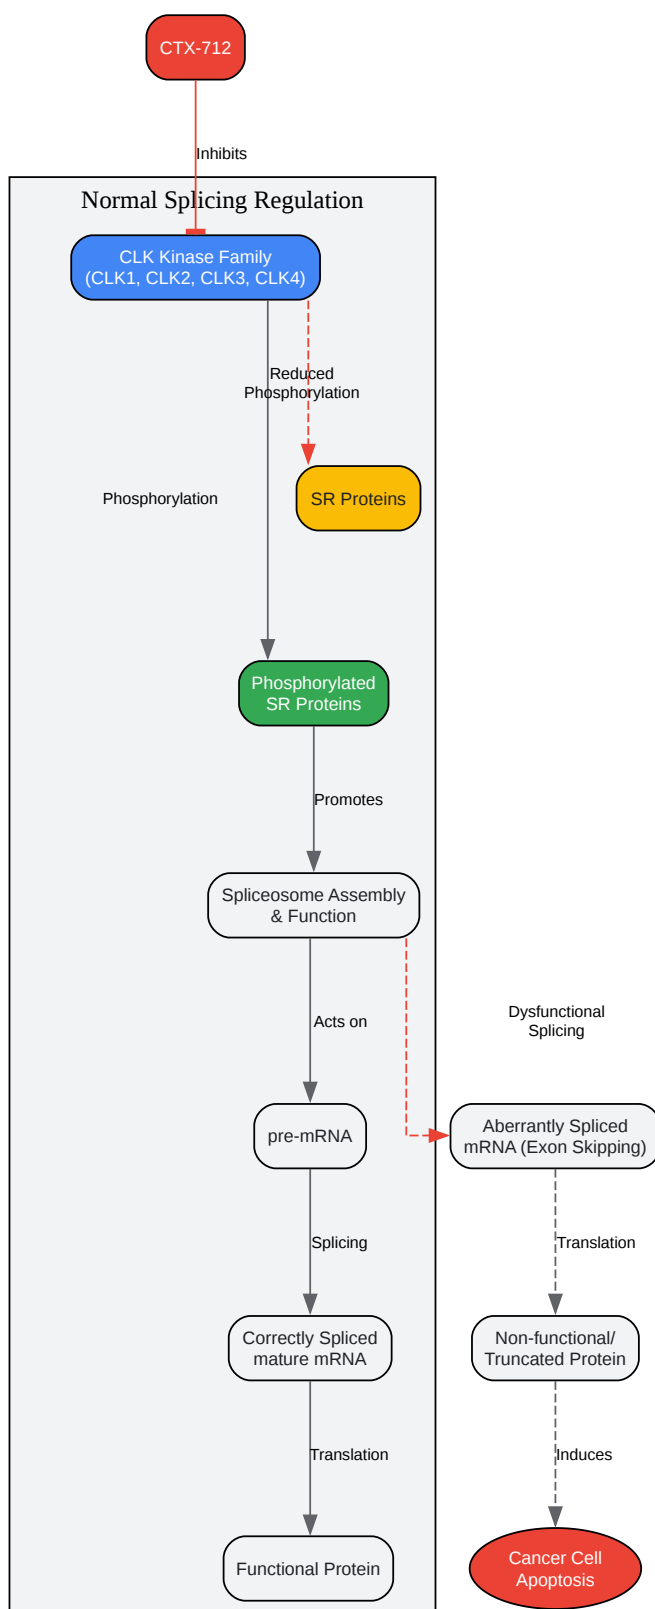 CTX-712
Inhibits
Normal Splicing Regulation
CLK Kinase Family
(CLK1, CLK2, CLK3, CLK4)
Reduced
Phosphorylation
Phosphorylation
SR Proteins
Phosphorylated
SR Proteins
Promotes
Spliceosome Assembly
& Function
Acts on
Dysfunctional
Splicing
pre-mRNA
Aberrantly Spliced
mRNA (Exon Skipping)
Splicing
Translation
Correctly Spliced
mature mRNA
Non-functional/
Truncated Protein
Translation
Induces
Functional Protein
Cancer Cell
Apoptosis